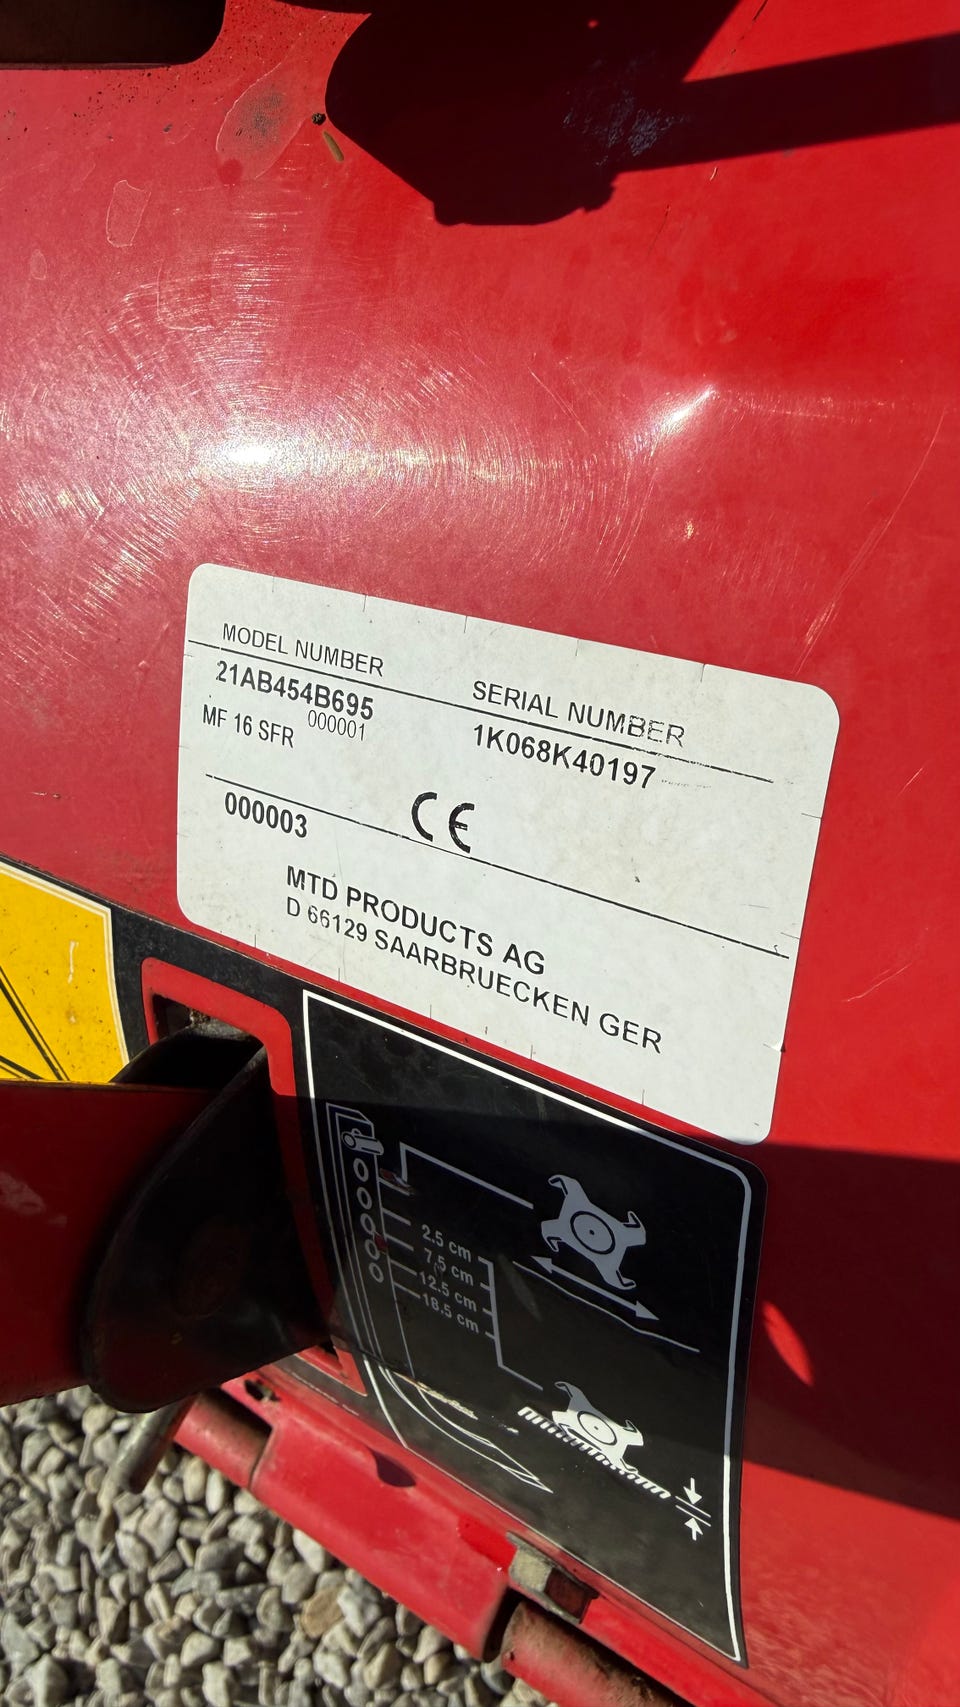 MODEL NUMBER SERIAL NUMBER
21AB454B695 1K068K40197
000001
MF 16 SFR
000003 CE
MTD PRODUCTS AG
D 66129 SAARBRUECKEN GER
2.5 cm
7.5 cm
12.5 cm
18.5 cm